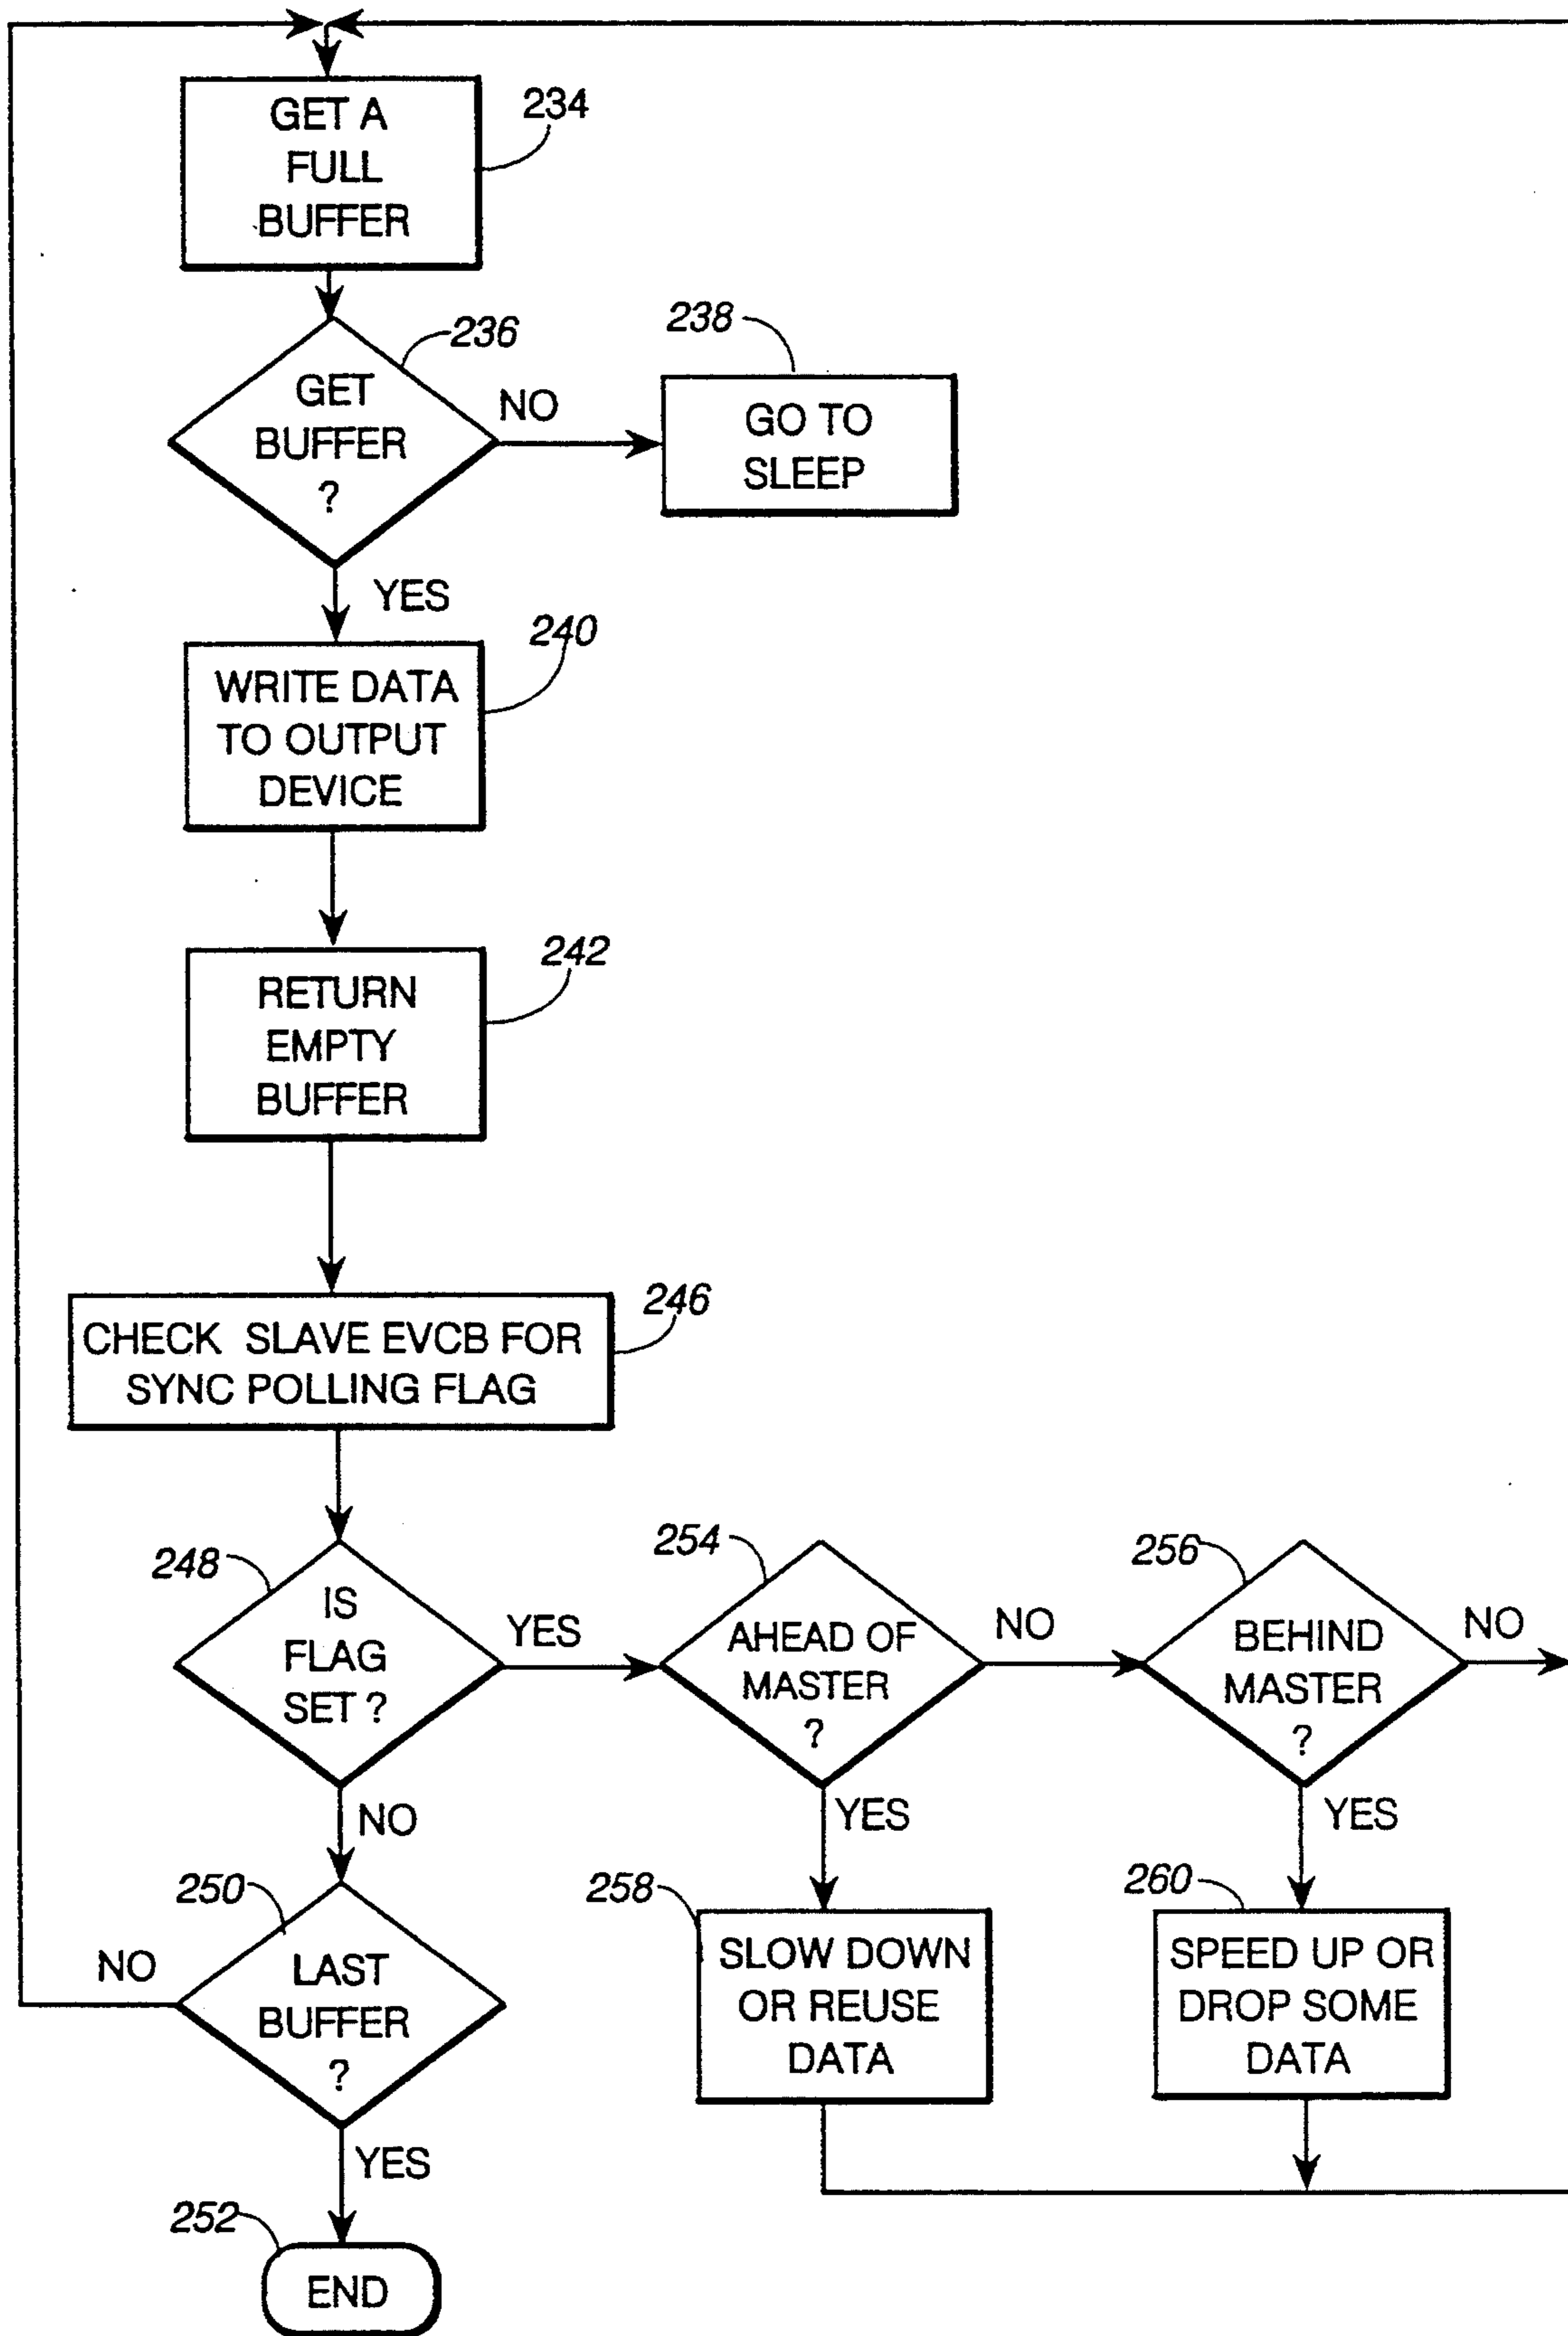 GET A
FULL
BUFFER
234
GET
BUFFER
?
236
NO
238
GO TO
SLEEP
YES
240
WRITE DATA
TO OUTPUT
DEVICE
242
RETURN
EMPTY
BUFFER
246
CHECK SLAVE EVCB FOR
SYNC POLLING FLAG
248
IS
FLAG
SET ?
YES
254
AHEAD OF
MASTER
?
NO
256
BEHIND
MASTER
?
NO
NO
YES
YES
250
LAST
BUFFER
?
NO
258
SLOW DOWN
OR REUSE
DATA
260
SPEED UP OR
DROP SOME
DATA
YES
252
END